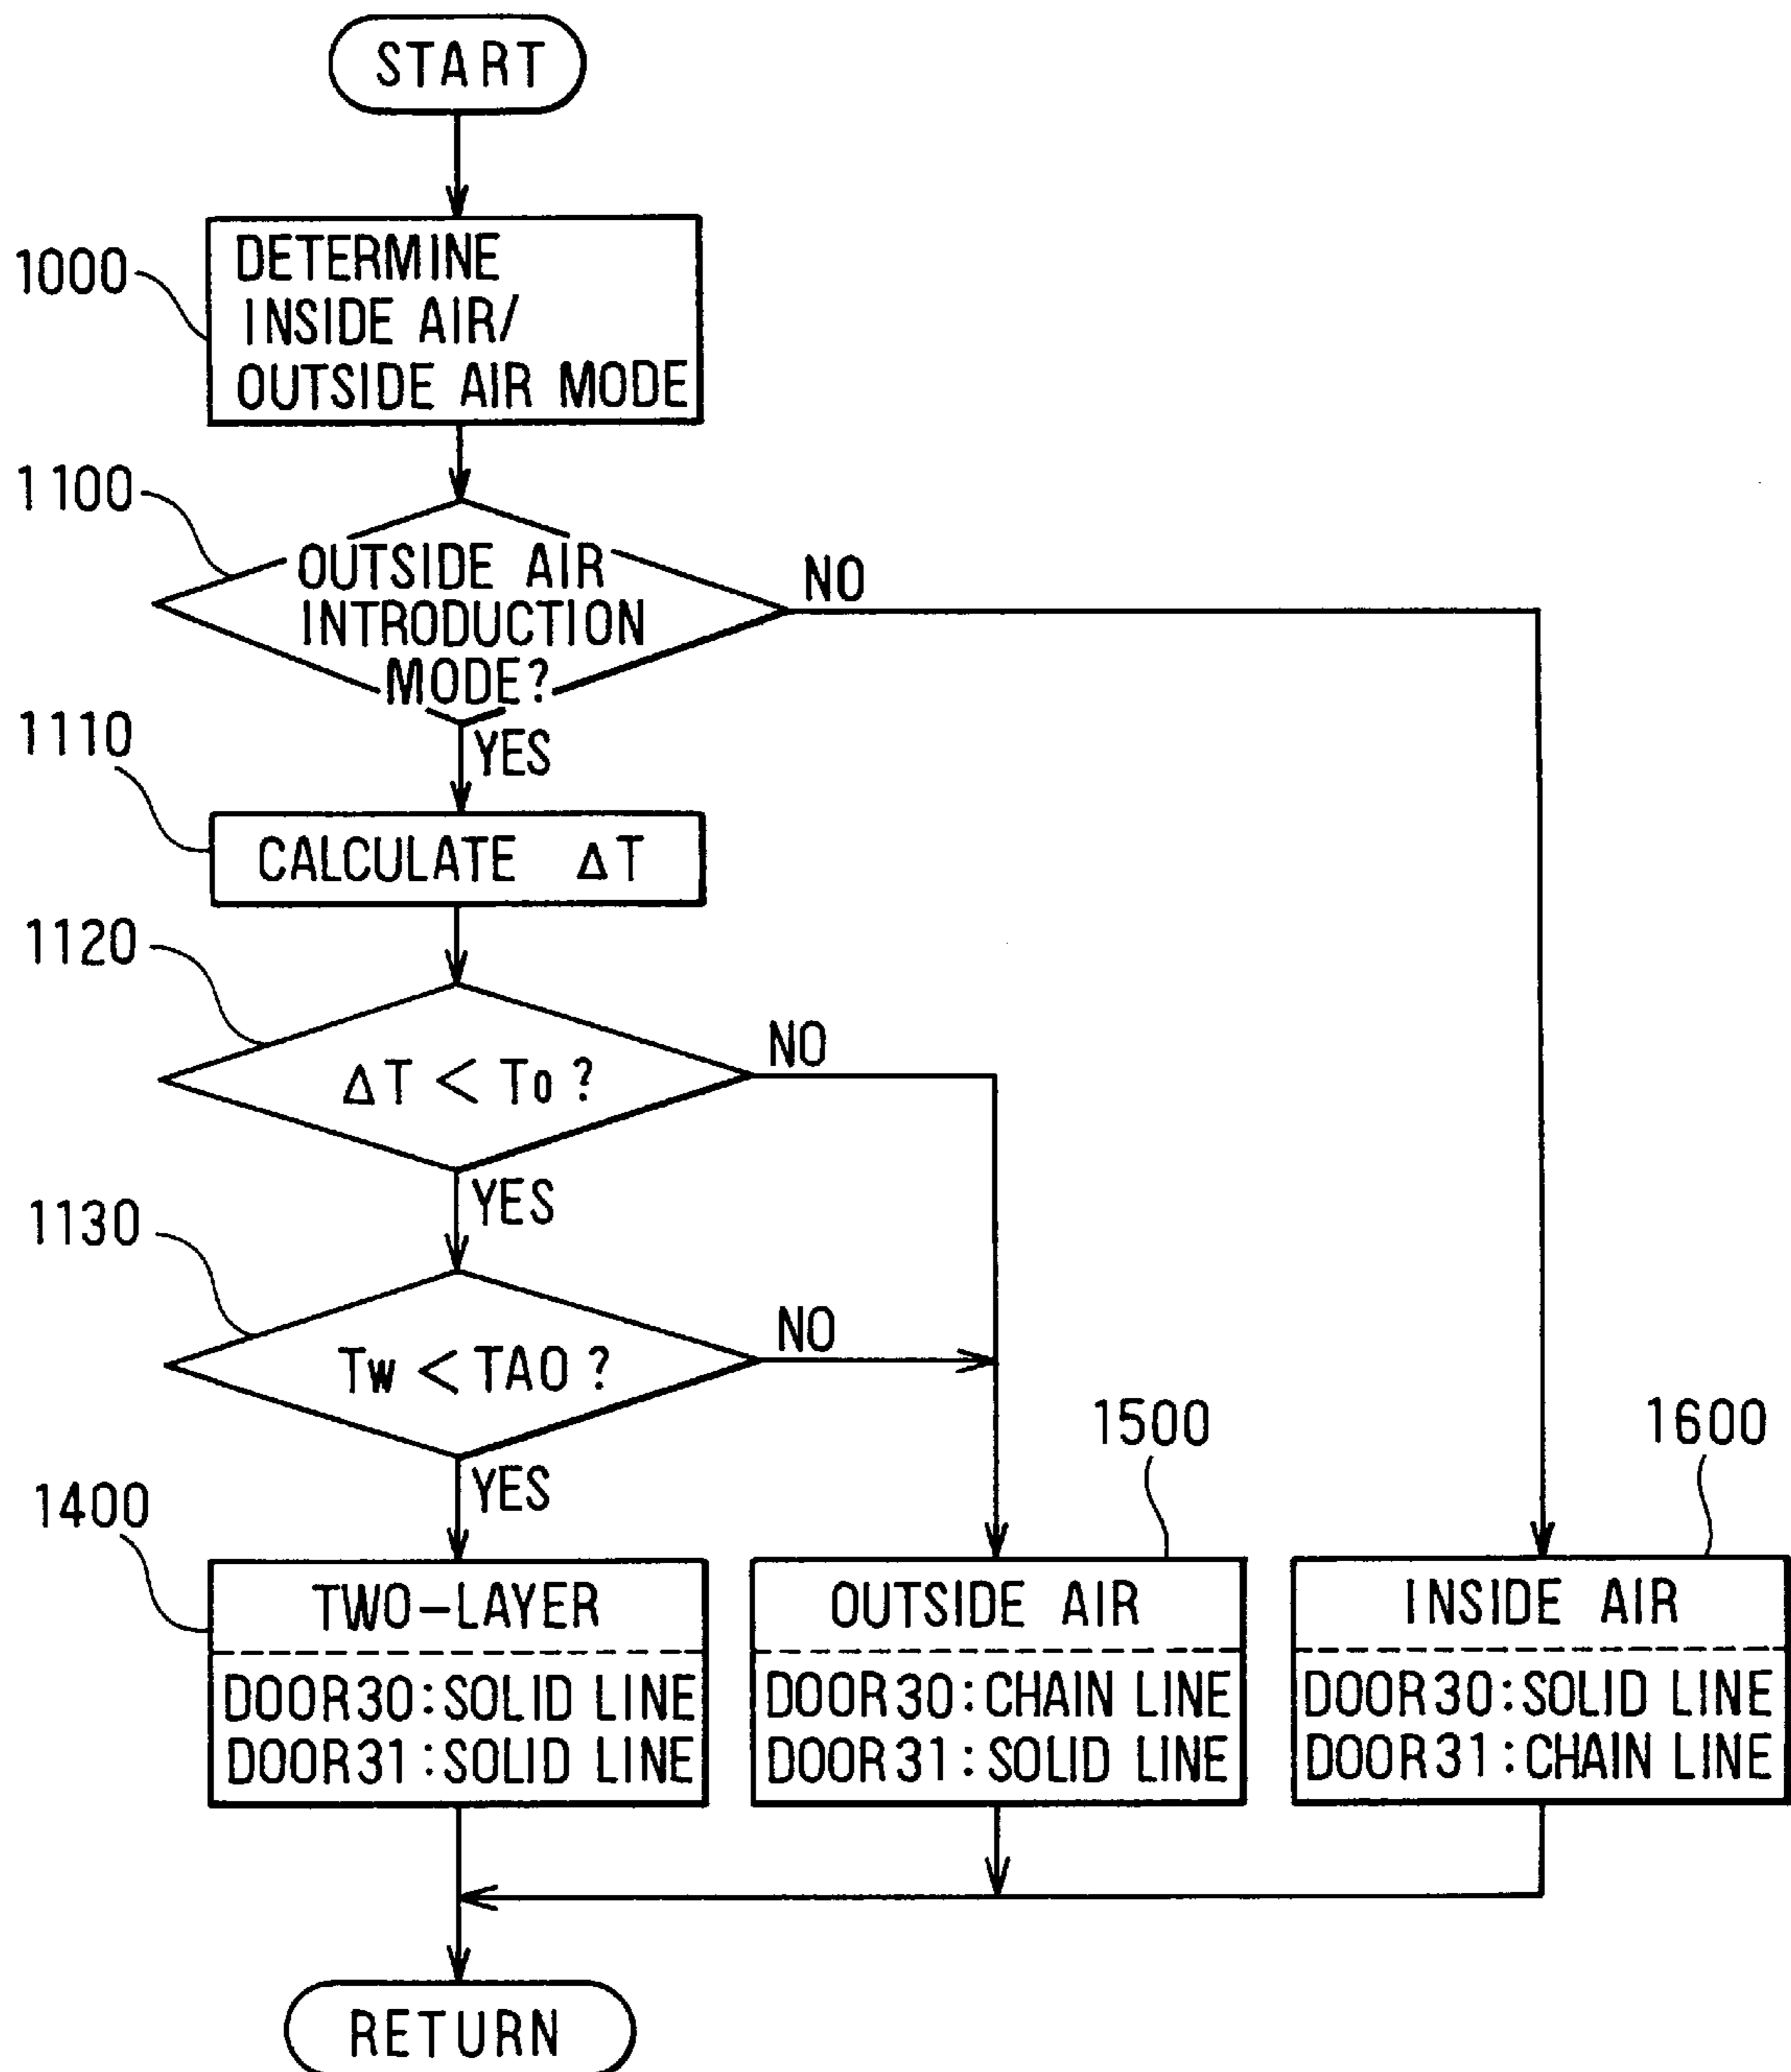 START
1000
DETERMINE
INSIDE AIR/
OUTSIDE AIR MODE
1100
OUTSIDE AIR
INTRODUCTION
MODE?
NO
YES
1110
CALCULATE ΔT
1120
ΔT < To ?
NO
YES
1130
Tw < TAO ?
NO
YES
1400
TWO-LAYER
DOOR30:SOLID LINE
DOOR31:SOLID LINE
1500
OUTSIDE AIR
DOOR30:CHAIN LINE
DOOR31:SOLID LINE
1600
INSIDE AIR
DOOR30:SOLID LINE
DOOR31:CHAIN LINE
RETURN